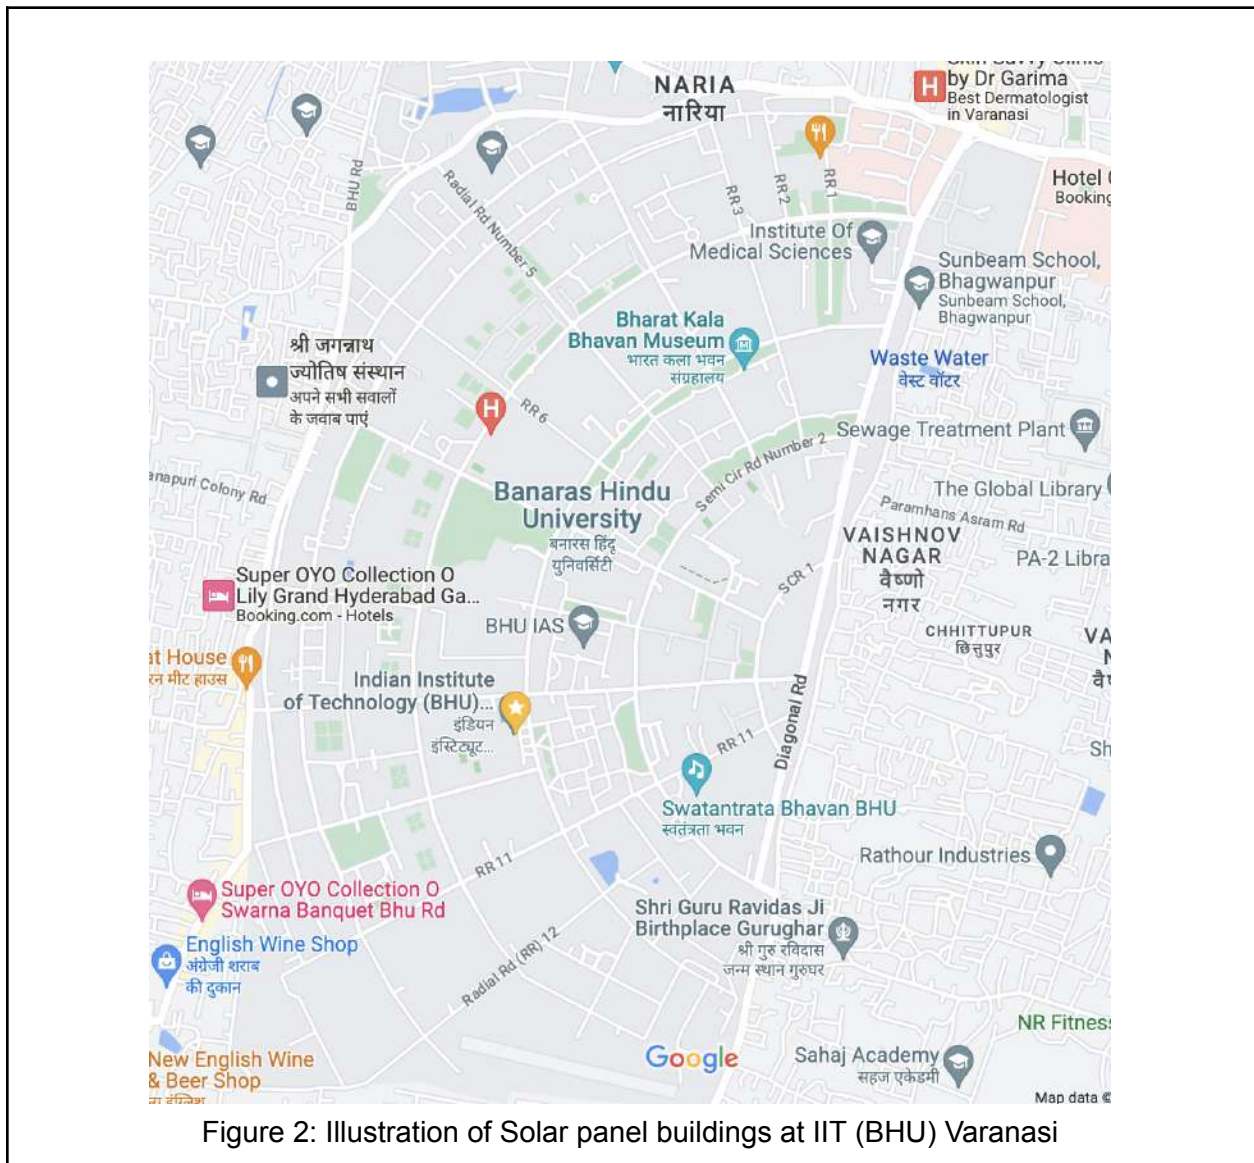 NARIA
नारिया
by Dr Garima
Best Dermatologist
in Varanasi
BHU Rd
Radial Rd Number 5
RR 3
RR 2
RR 1
Hotel
Booking
Institute Of
Medical Sciences
Sunbeam School,
Bhagwanpur
Sunbeam School,
Bhagwanpur
Bharat Kala
Bhavan Museum
भारत कला भवन
संग्रहालय
श्री जगन्नाथ
ज्योतिष संस्थान
अपने सभी सवालों
के जवाब पाएं
Waste Water
वेस्ट वॉटर
H
H
RR 6
Sewage Treatment Plant
Semi Cir Rd Number 2
The Global Library
Paramhans Asram Rd
anapuri Colony Rd
Banaras Hindu
University
बनारस हिंदू
युनिवर्सिटी
VAISHNOV
NAGAR
वैष्णो
नगर
PA-2 Libra
SCR 1
Super OYO Collection O
Lily Grand Hyderabad Ga...
Booking.com - Hotels
BHU IAS
CHHITTUPUR
छित्तुपुर
at House
रन मीट हाउस
Indian Institute
of Technology (BHU)...
इंडियन
इंस्टिट्यूट...
Diagonal Rd
RR 11
Swatantrata Bhavan BHU
स्वतंत्रता भवन
RR 11
Rathour Industries
Super OYO Collection O
Swarna Banquet Bhu Rd
Shri Guru Ravidas Ji
Birthplace Gurughar
श्री गुरु रविदास
जन्म स्थान गुरुघर
English Wine Shop
अंग्रेजी शराब
की दुकान
Radial Rd (RR) 12
NR Fitness
Google
Sahaj Academy
सहज एकेडमी
New English Wine
& Beer Shop
Map data ©
Figure 2: Illustration of Solar panel buildings at IIT (BHU) Varanasi